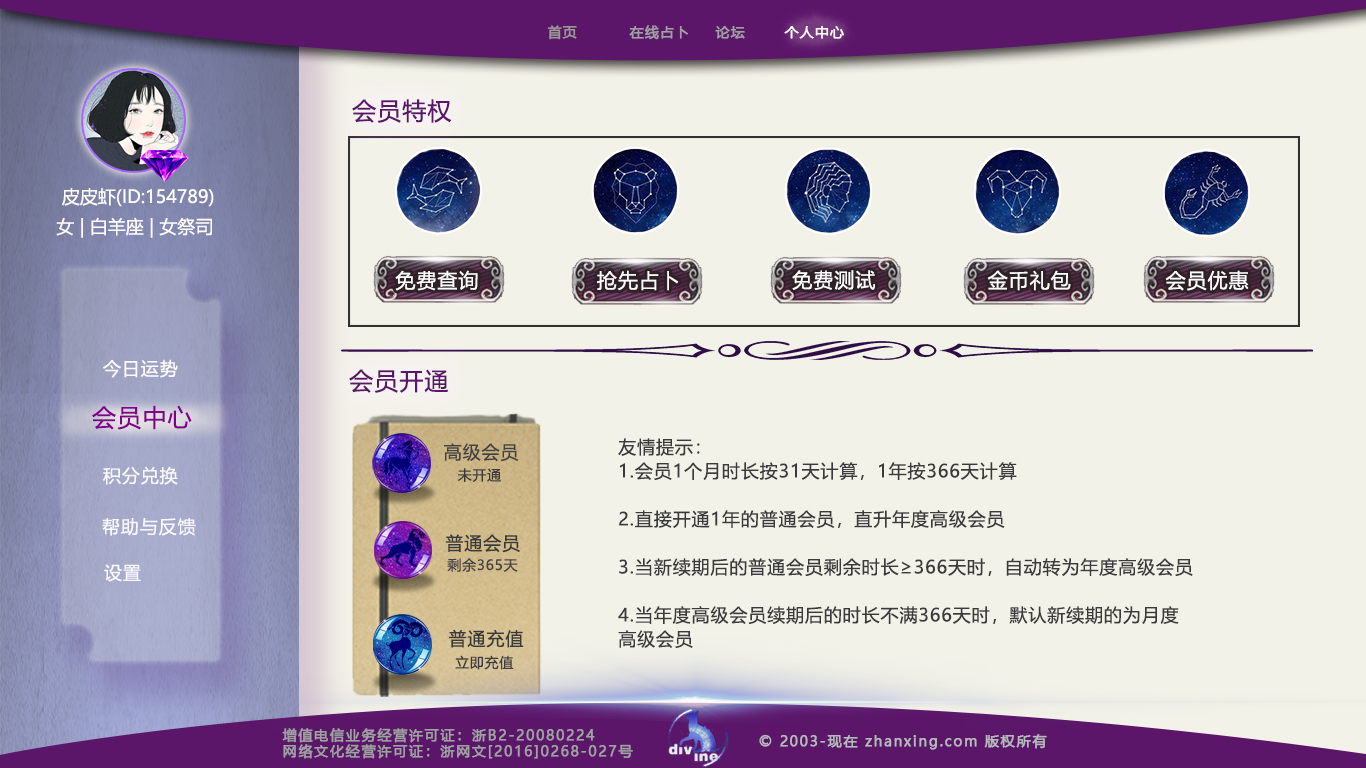 首页 在线占卜 论坛 个人中心
皮皮虾(ID:154789)
女 | 白羊座 | 女祭司
今日运势
会员中心
积分兑换
帮助与反馈
设置
会员特权
免费查询 抢先占卜 免费测试 金币礼包 会员优惠
会员开通
高级会员
未开通
普通会员
剩余365天
普通充值
立即充值
友情提示：
1.会员1个月时长按31天计算，1年按366天计算
2.直接开通1年的普通会员，直升年度高级会员
3.当新续期后的普通会员剩余时长≥366天时，自动转为年度高级会员
4.当年度高级会员续期后的时长不满366天时，默认新续期的为月度
高级会员
增值电信业务经营许可证：浙B2-20080224
网络文化经营许可证：浙网文[2016]0268-027号
div
ine
© 2003-现在 zhanxing.com 版权所有